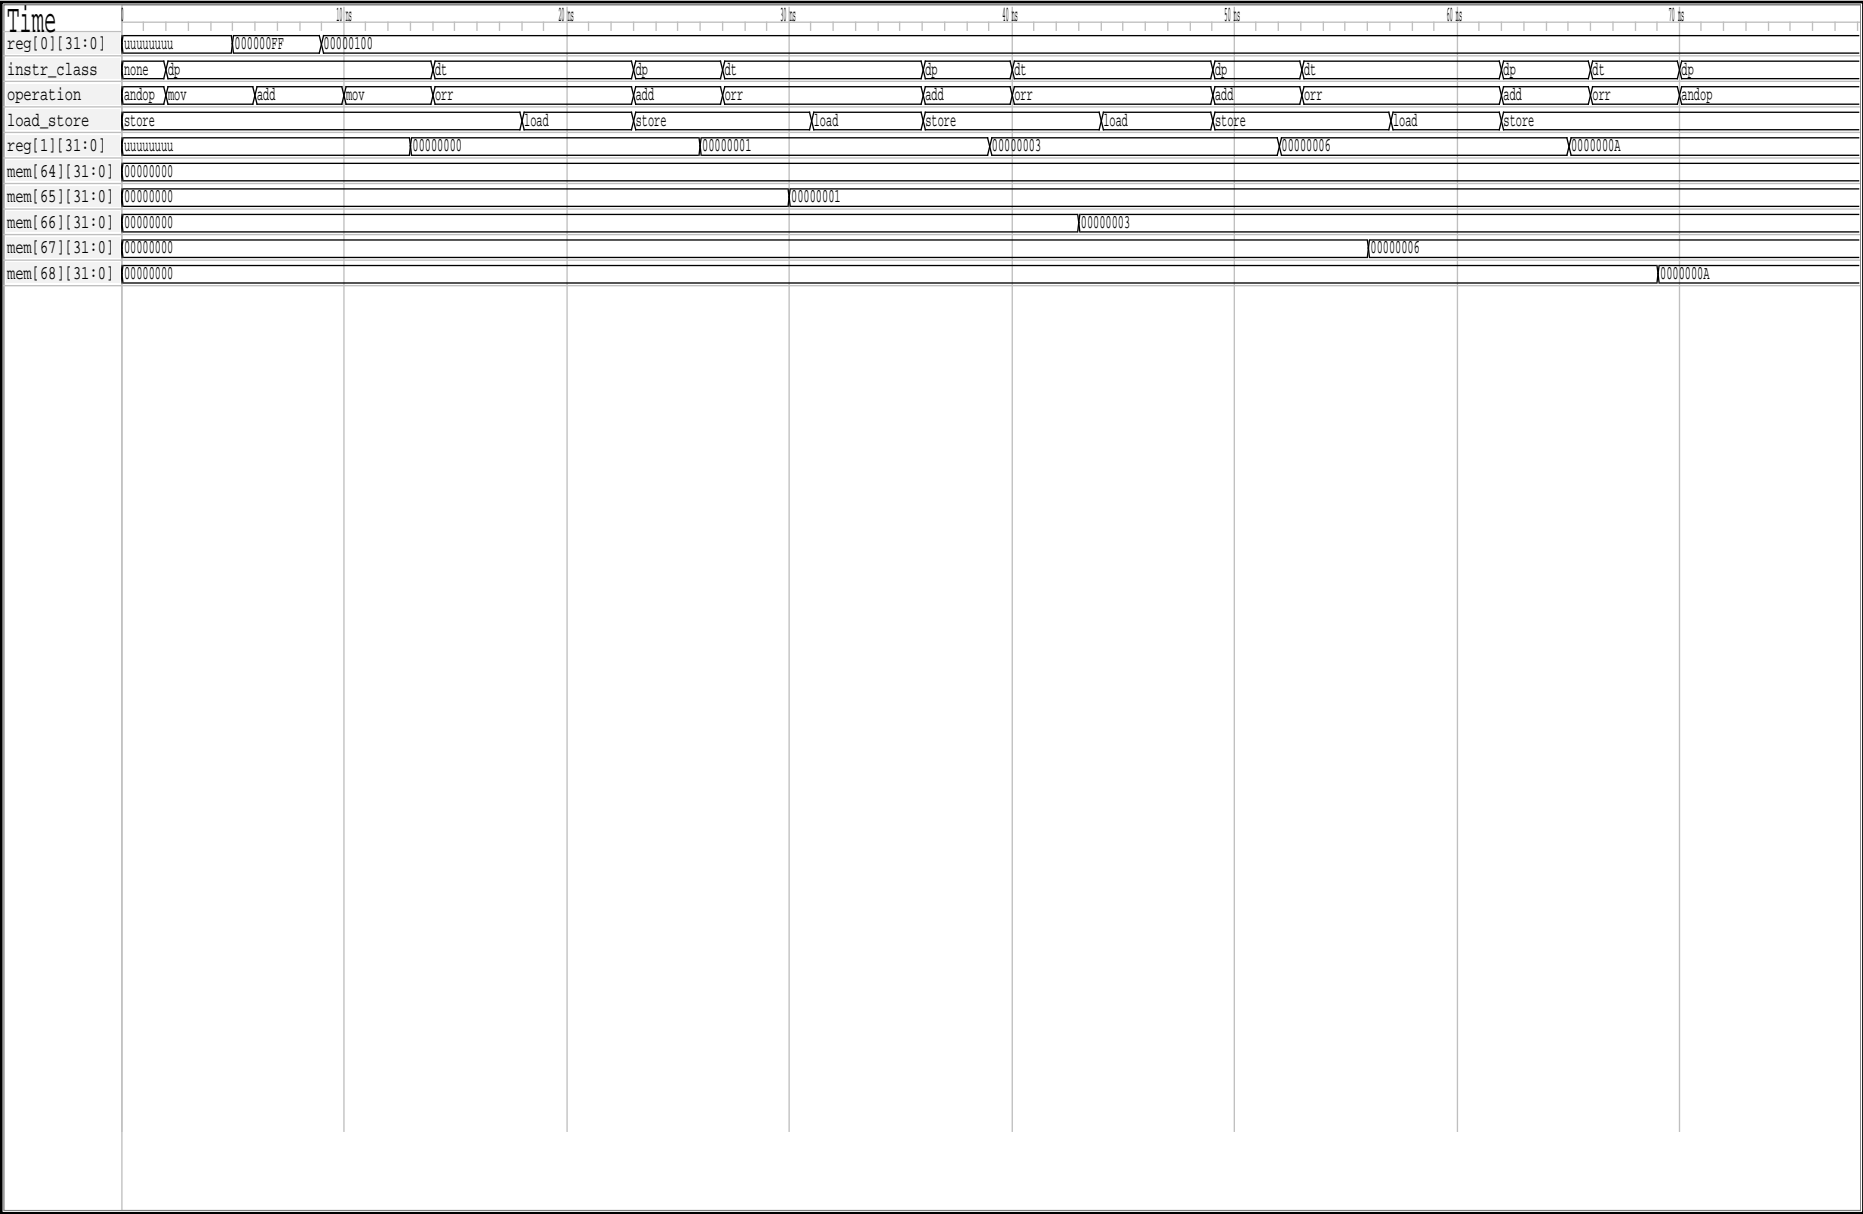 Time 0 10 ns 20 ns 30 ns 40 ns 50 ns 60 ns 70 ns
reg[0][31:0] uuuuuuuu 000000FF 00000100
instr_class none dp dt dp dt dp dt dp dt dp dt dp
operation andop mov add mov orr add orr add orr add orr add orr andop
load_store store load store load store load store load store
reg[1][31:0] uuuuuuuu 00000000 00000001 00000003 00000006 0000000A
mem[64][31:0] 00000000
mem[65][31:0] 00000000 00000001
mem[66][31:0] 00000000 00000003
mem[67][31:0] 00000000 00000006
mem[68][31:0] 00000000 0000000A